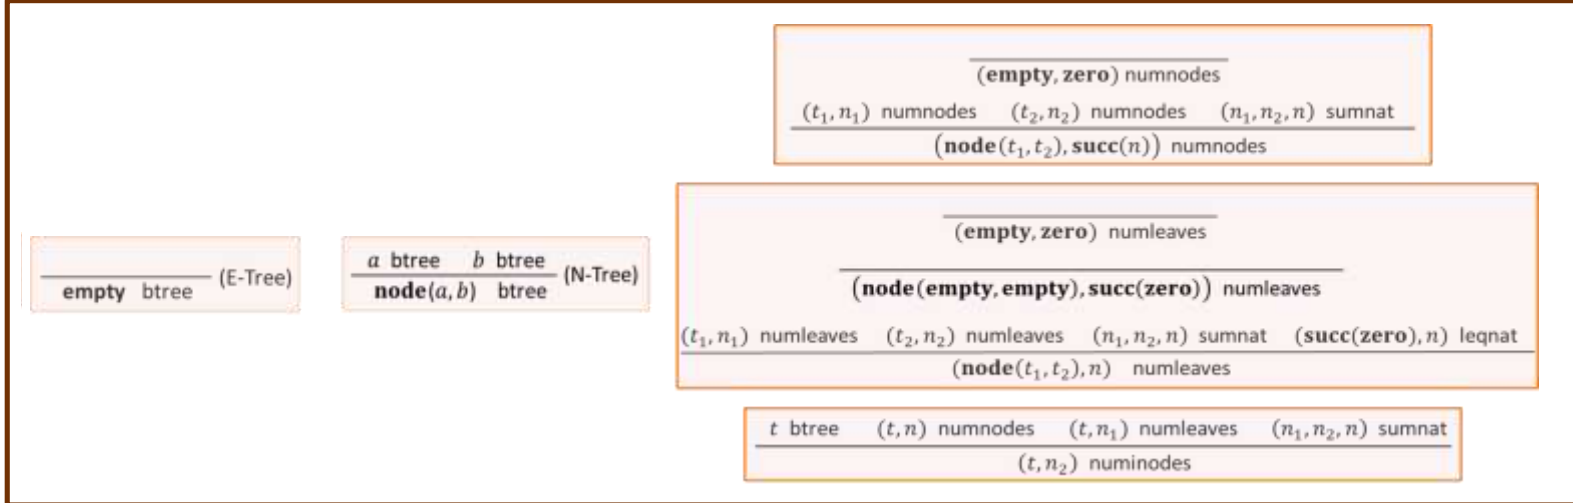 (empty, zero) numnodes
(t₁, n₁) numnodes (t₂, n₂) numnodes (n₁, n₂, n) sumnat
(node(t₁, t₂), succ(n)) numnodes
(empty, zero) numleaves
(node(empty, empty), succ(zero)) numleaves
(t₁, n₁) numleaves (t₂, n₂) numleaves (n₁, n₂, n) sumnat (succ(zero), n) leqnat
(node(t₁, t₂), n) numleaves
empty btree (E-Tree)
a btree b btree
node(a, b) btree (N-Tree)
t btree (t, n) numnodes (t, n₁) numleaves (n₁, n₂, n) sumnat
(t, n₂) numinodes